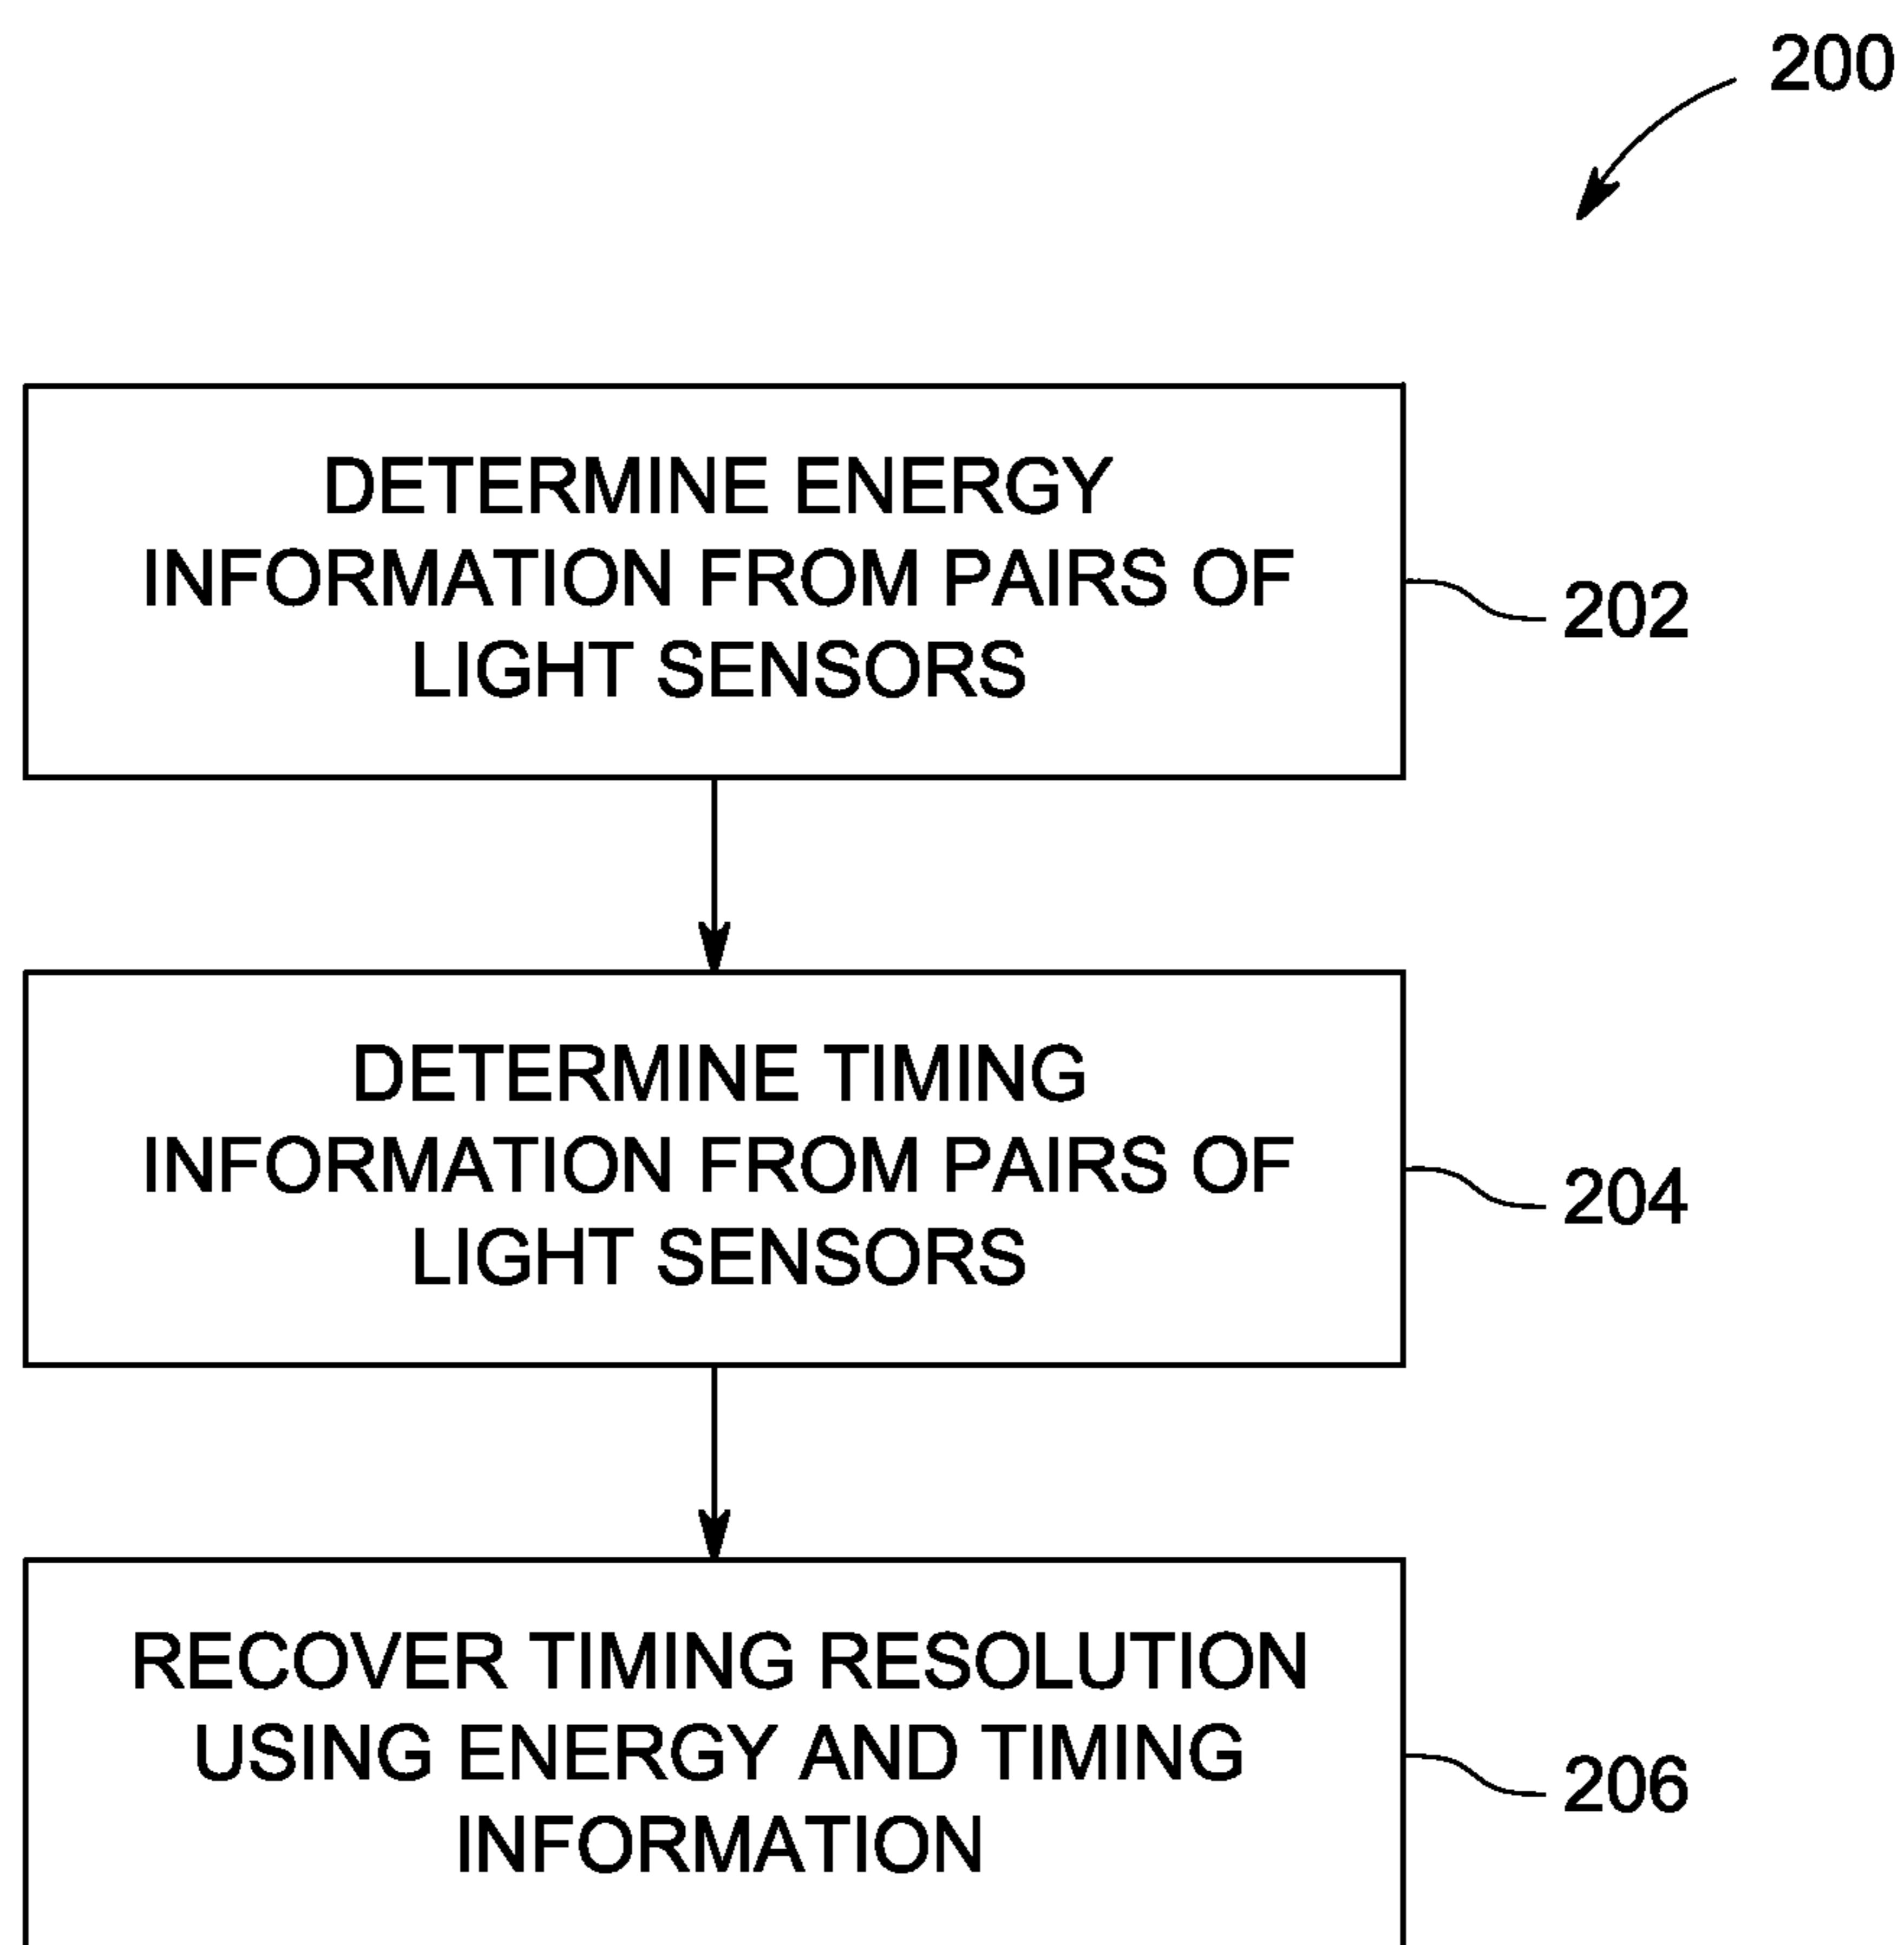 200
DETERMINE ENERGY
INFORMATION FROM PAIRS OF
LIGHT SENSORS
202
DETERMINE TIMING
INFORMATION FROM PAIRS OF
LIGHT SENSORS
204
RECOVER TIMING RESOLUTION
USING ENERGY AND TIMING
INFORMATION
206